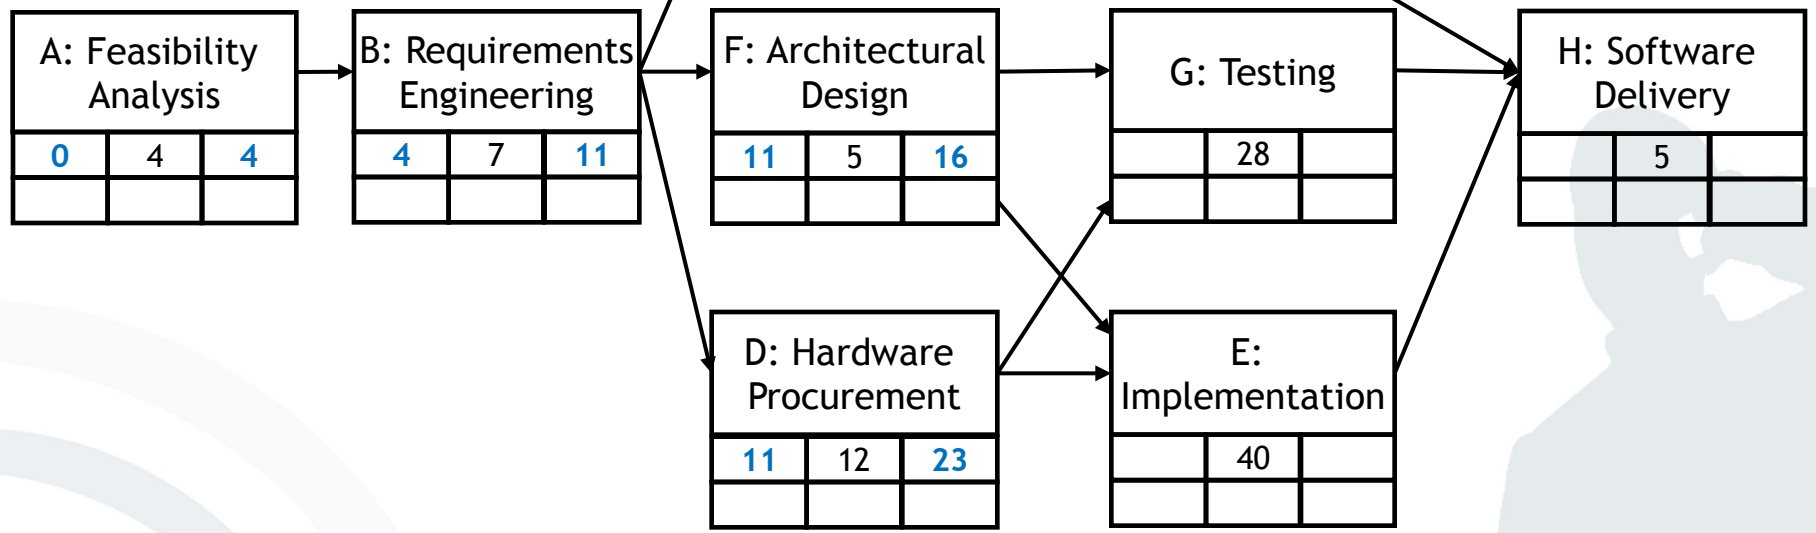 A: Feasibility
Analysis
0 4 4
B: Requirements
Engineering
4 7 11
F: Architectural
Design
11 5 16
G: Testing
28
H: Software
Delivery
5
D: Hardware
Procurement
11 12 23
E:
Implementation
40